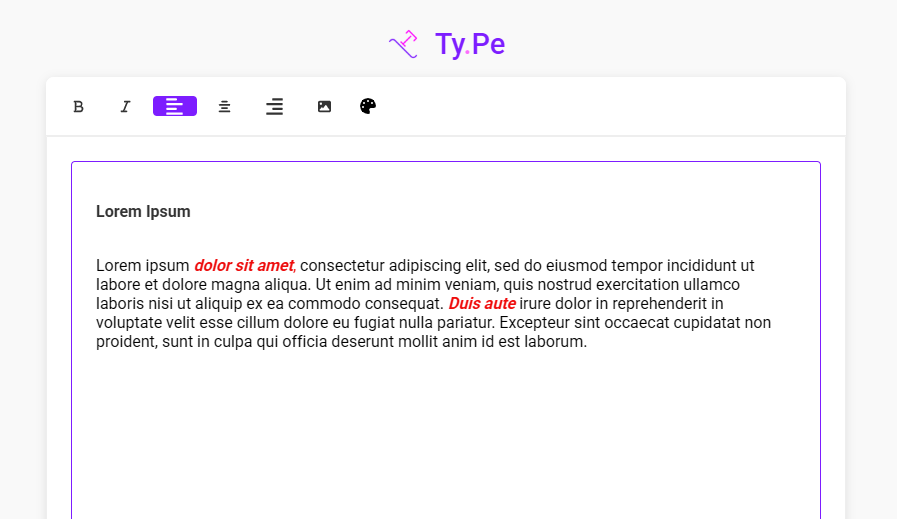 Ty.Pe
B I
Lorem Ipsum
Lorem ipsum dolor sit amet, consectetur adipiscing elit, sed do eiusmod tempor incididunt ut
labore et dolore magna aliqua. Ut enim ad minim veniam, quis nostrud exercitation ullamco
laboris nisi ut aliquip ex ea commodo consequat. Duis aute irure dolor in reprehenderit in
voluptate velit esse cillum dolore eu fugiat nulla pariatur. Excepteur sint occaecat cupidatat non
proident, sunt in culpa qui officia deserunt mollit anim id est laborum.